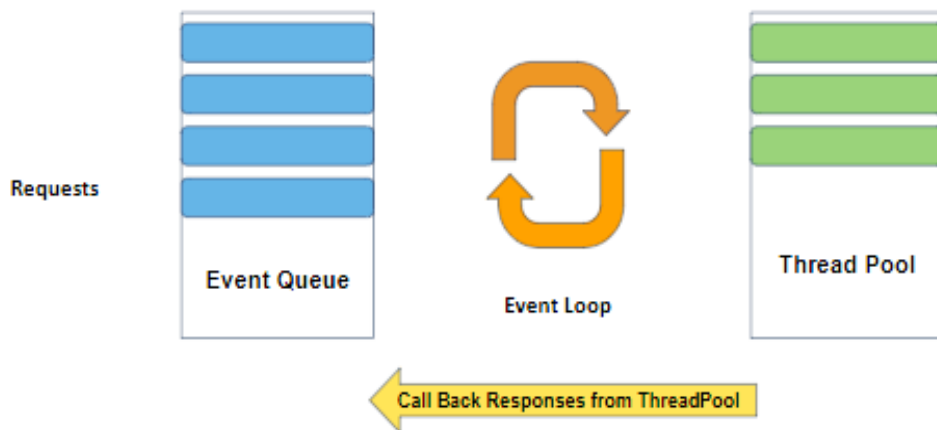 Requests
Event Queue
Event Loop
Thread Pool
Call Back Responses from ThreadPool